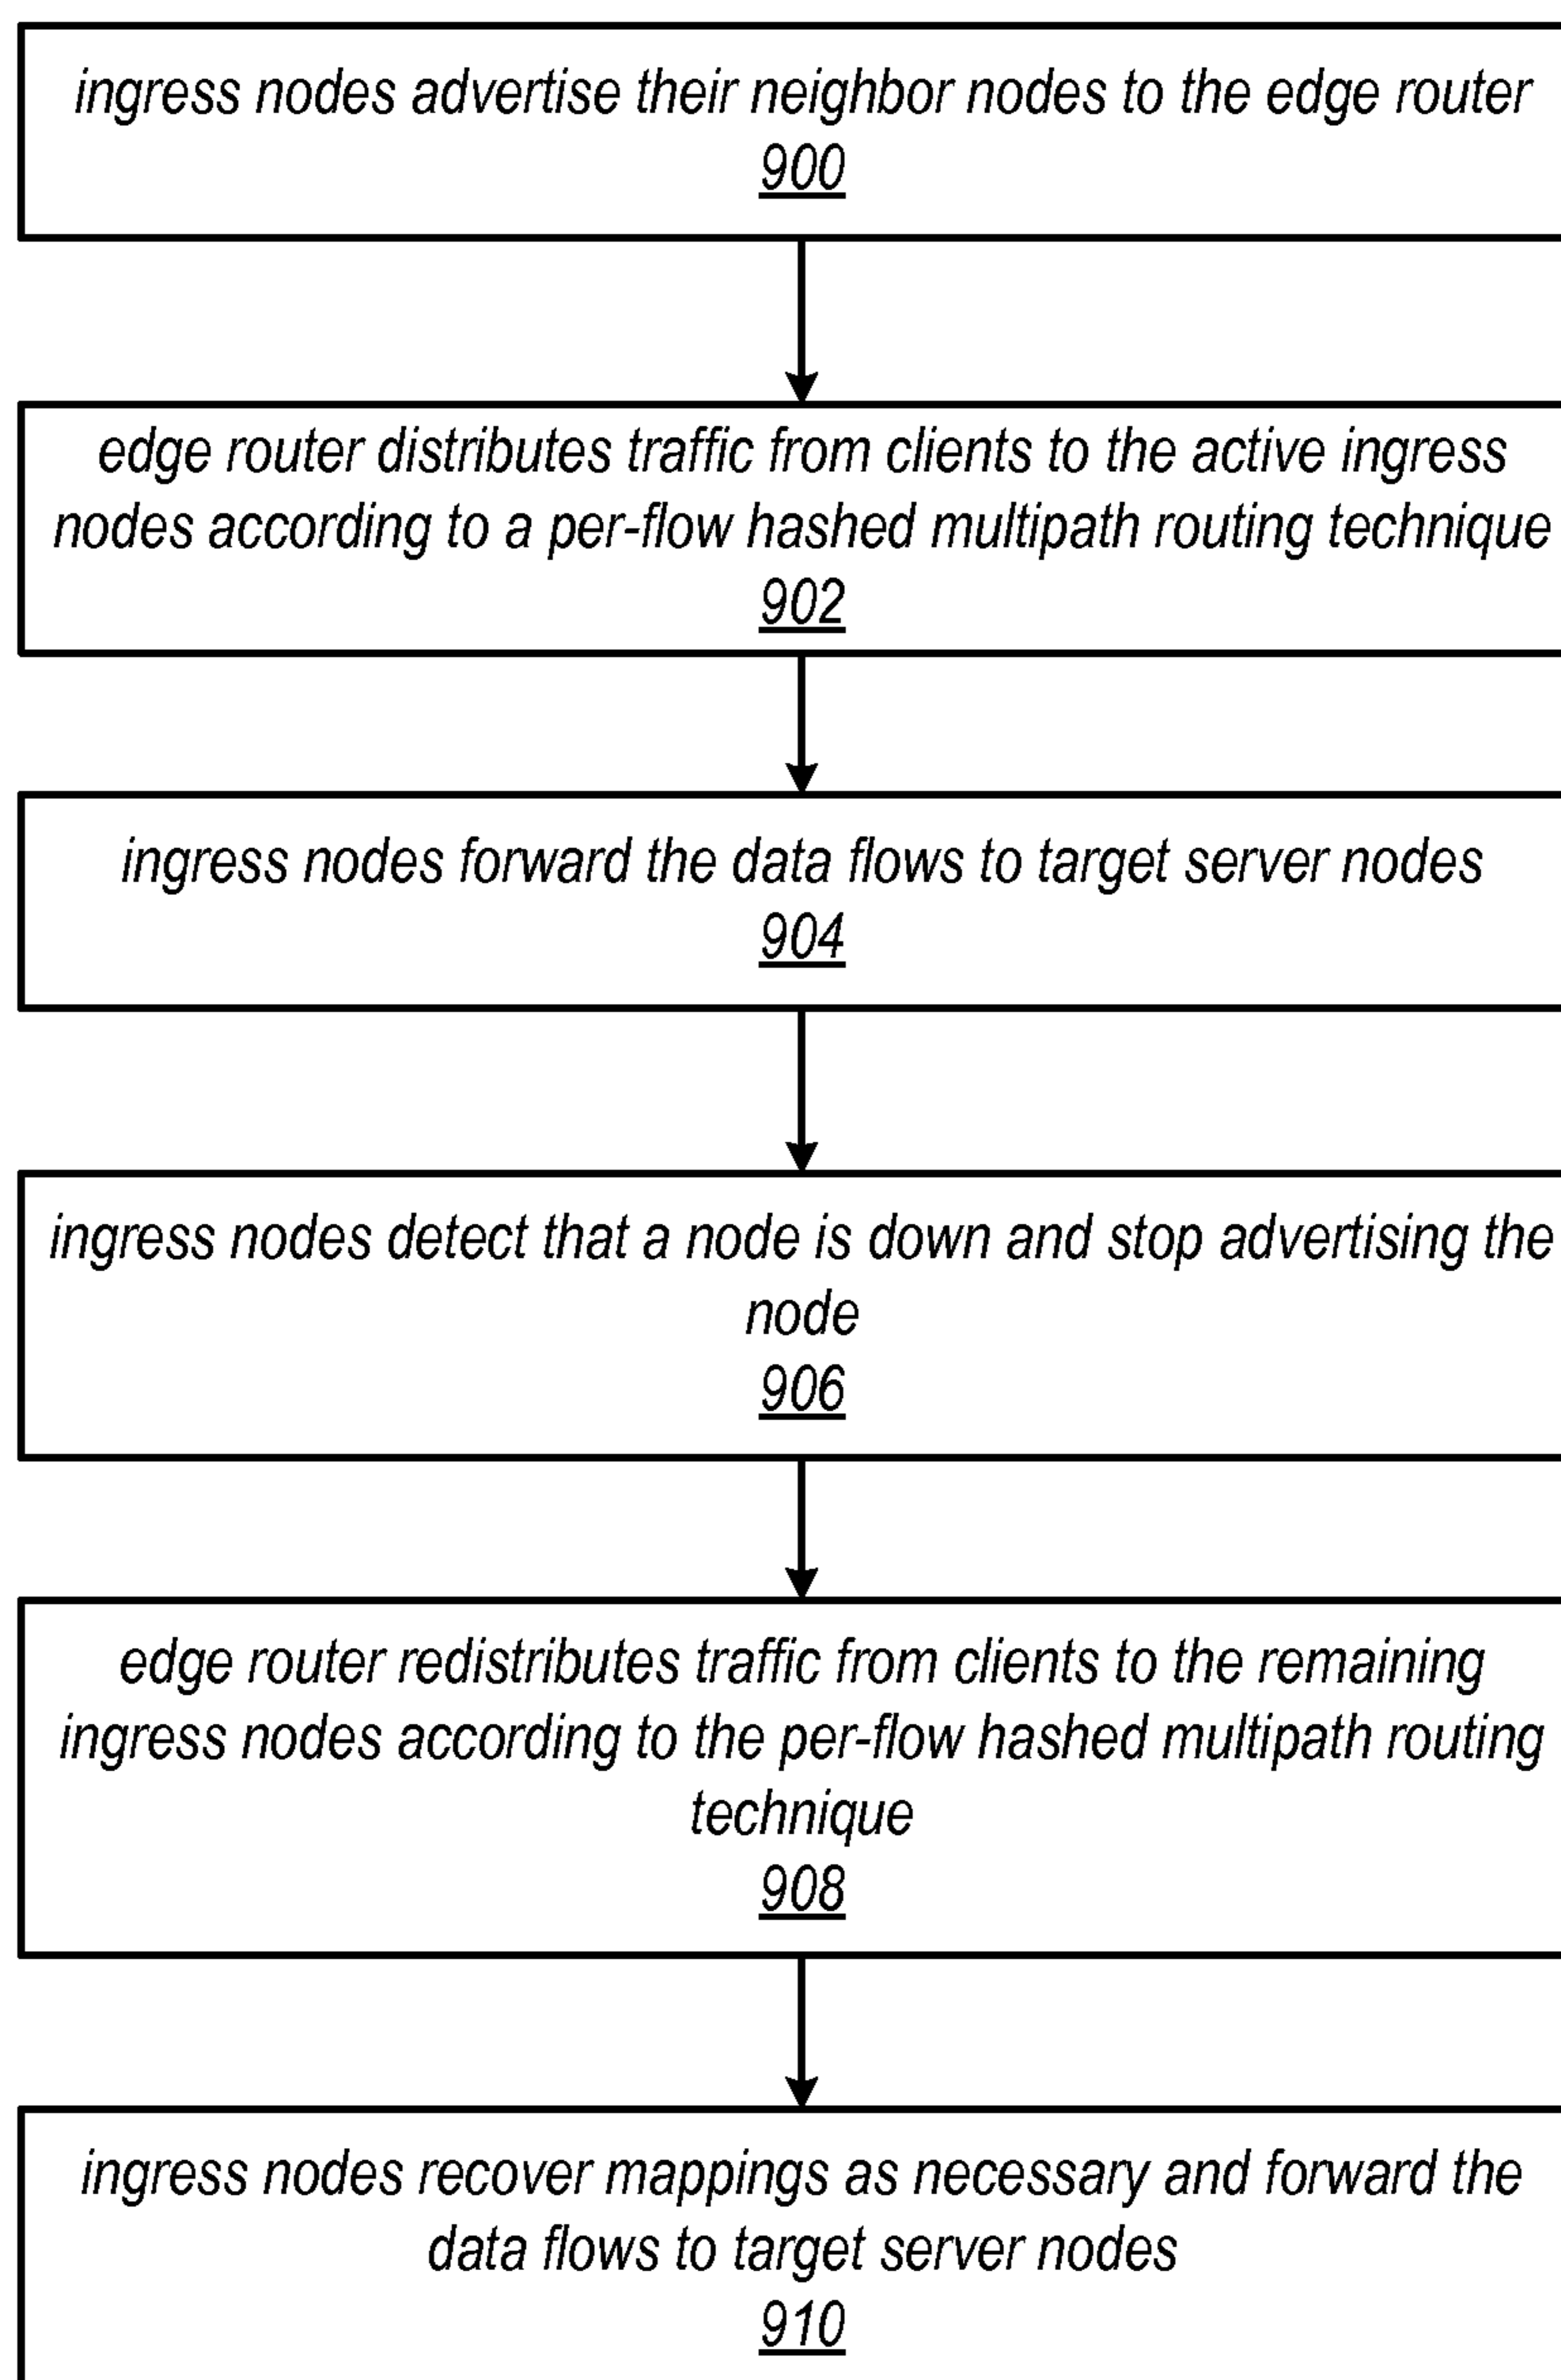 ingress nodes advertise their neighbor nodes to the edge router
900
edge router distributes traffic from clients to the active ingress
nodes according to a per-flow hashed multipath routing technique
902
ingress nodes forward the data flows to target server nodes
904
ingress nodes detect that a node is down and stop advertising the
node
906
edge router redistributes traffic from clients to the remaining
ingress nodes according to the per-flow hashed multipath routing
technique
908
ingress nodes recover mappings as necessary and forward the
data flows to target server nodes
910